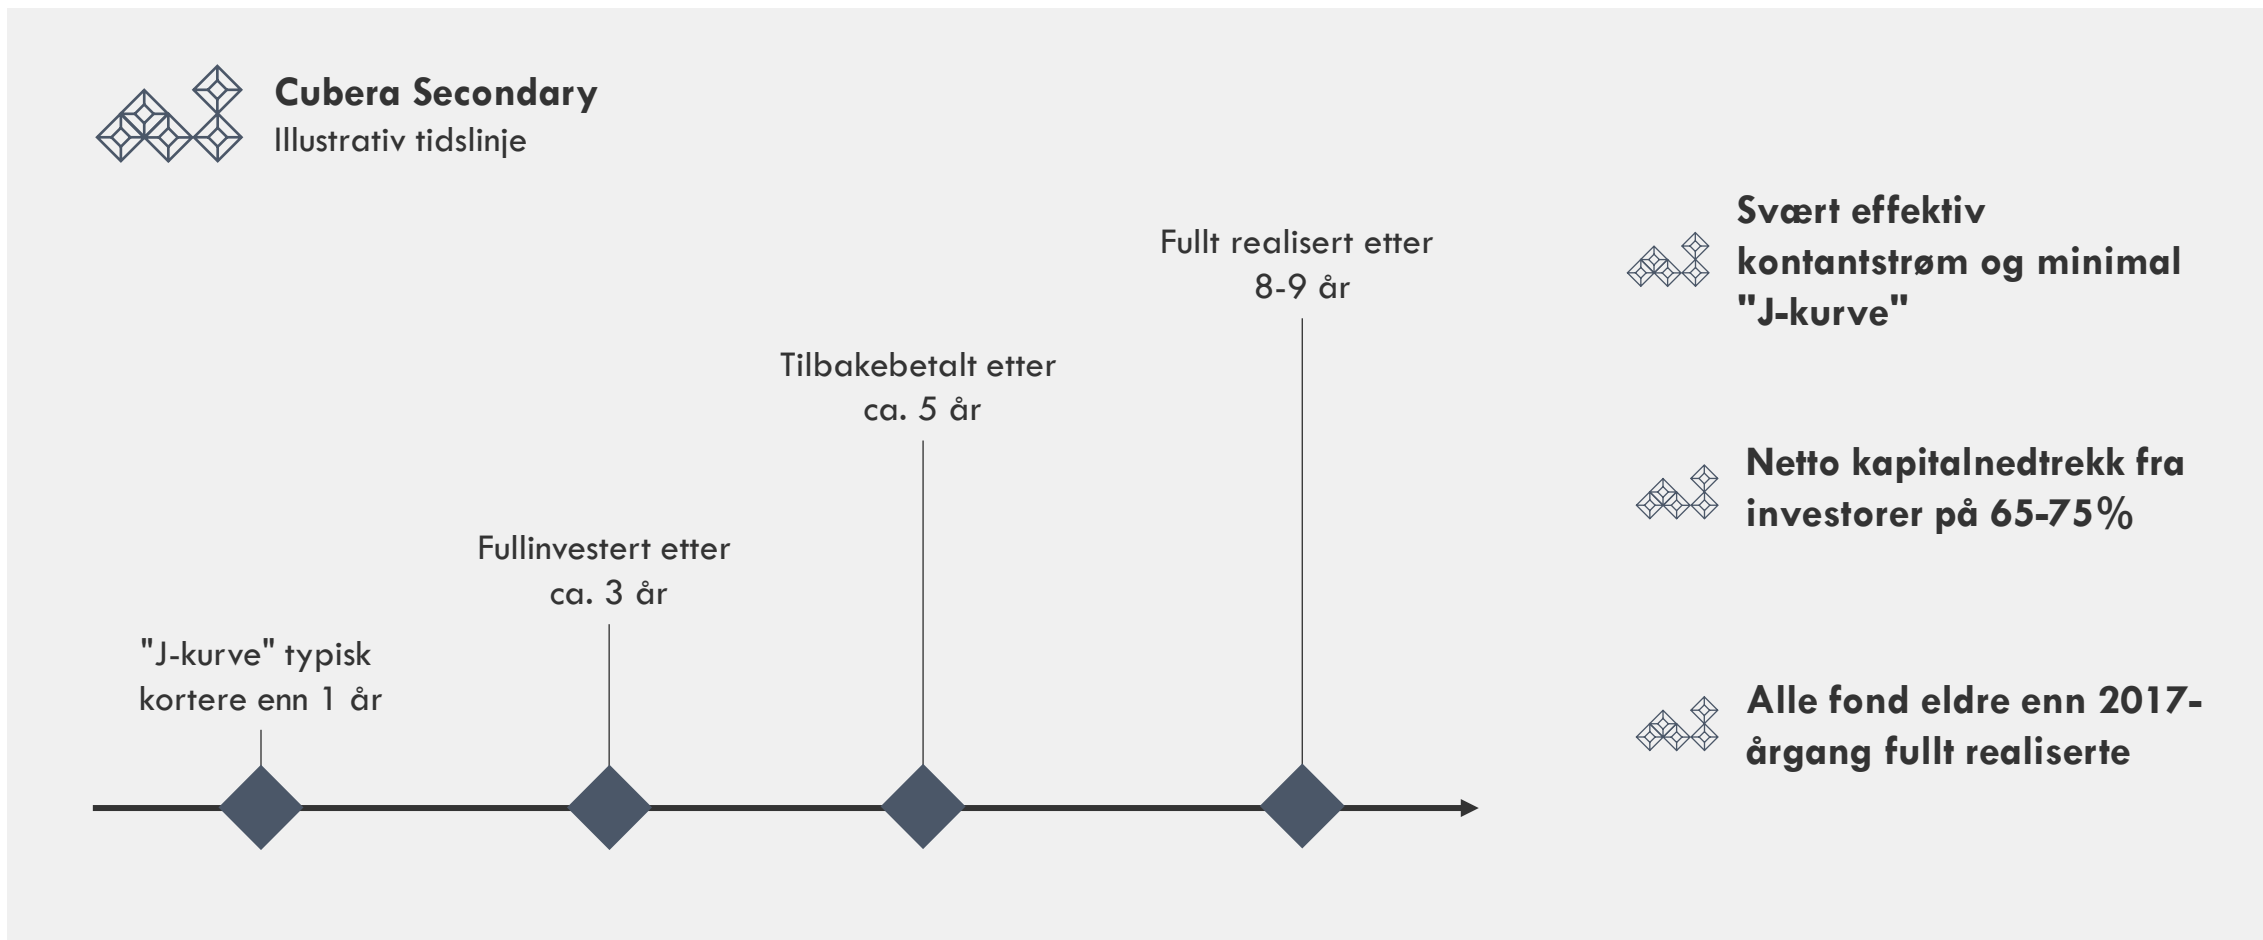 Cubera Secondary
Illustrativ tidslinje
"J-kurve" typisk
kortere enn 1 år
Fullinvestert etter
ca. 3 år
Tilbakebetalt etter
ca. 5 år
Fullt realisert etter
8-9 år
Svært effektiv
kontantstrøm og minimal
"J-kurve"
Netto kapitalnedtrekk fra
investorer på 65-75%
Alle fond eldre enn 2017-
årgang fullt realiserte